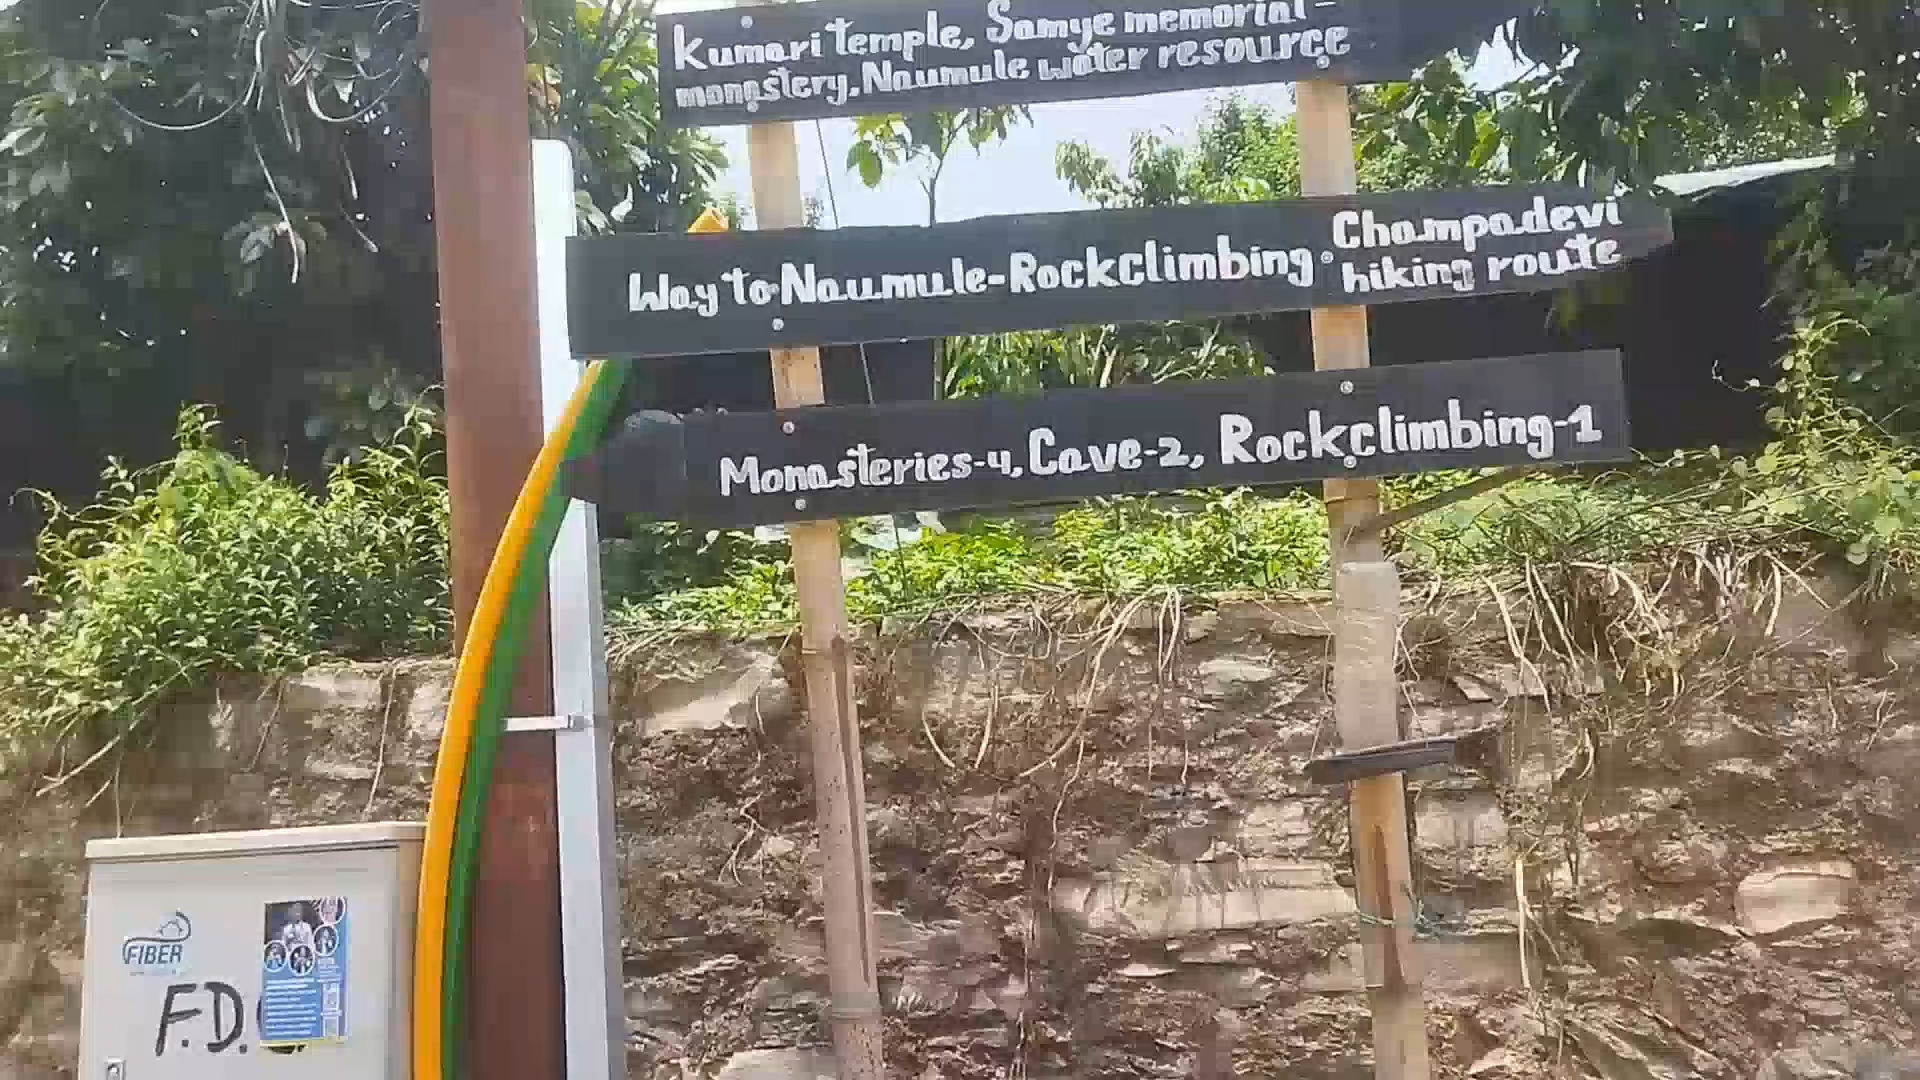 Kumari temple, Samye memorial-
monastery, Naumule water resource
Way to Naumule-Rockclimbing. Champadevi
hiking route
Monasteries-4, Cave-2, Rockclimbing-1
FIBER
F.D.